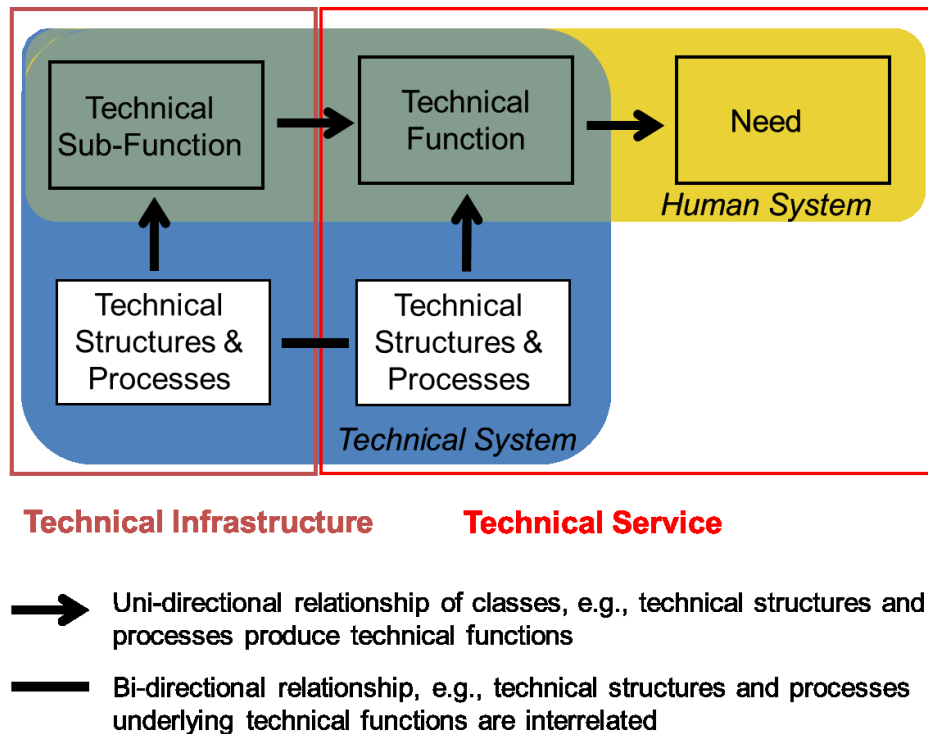 Technical
Sub-Function
Technical
Function
Need
Human System
Technical
Structures &
Processes
Technical
Structures &
Processes
Technical System
Technical Infrastructure
Technical Service
Uni-directional relationship of classes, e.g., technical structures and
processes produce technical functions
Bi-directional relationship, e.g., technical structures and processes
underlying technical functions are interrelated